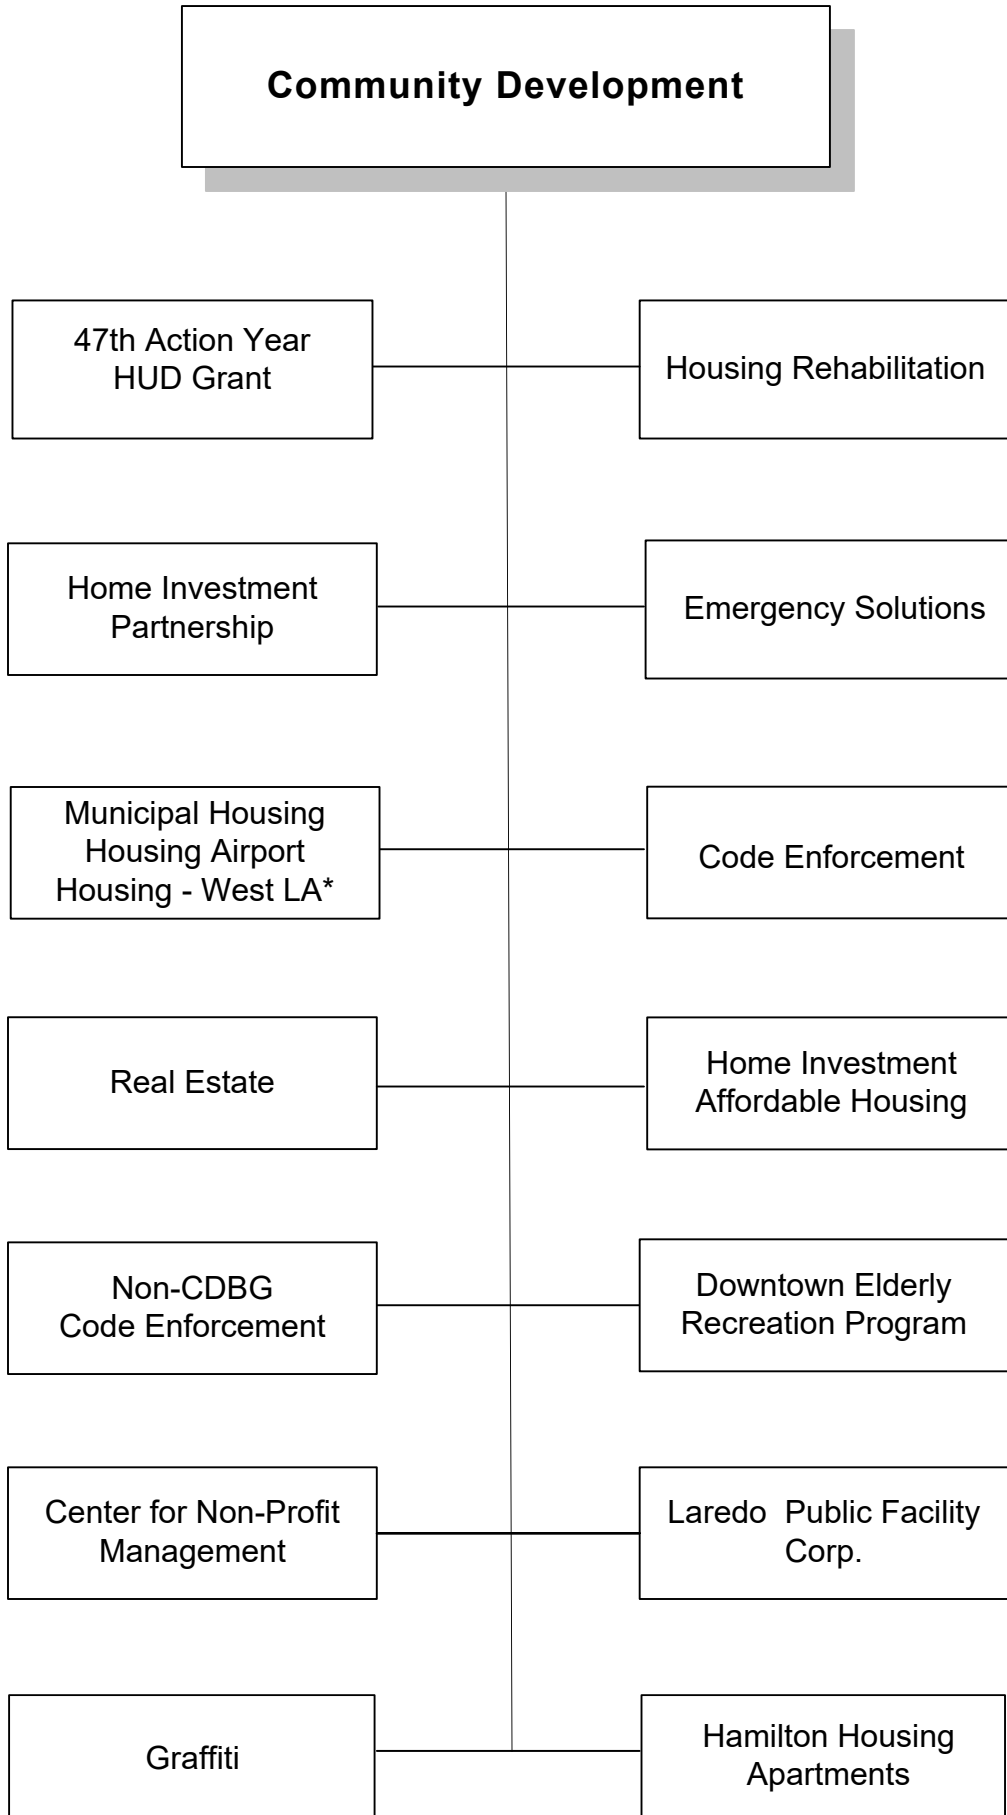 Community Development
47th Action Year
HUD Grant
Housing Rehabilitation
Home Investment
Partnership
Emergency Solutions
Municipal Housing
Housing Airport
Housing - West LA*
Code Enforcement
Real Estate
Home Investment
Affordable Housing
Non-CDBG
Code Enforcement
Downtown Elderly
Recreation Program
Center for Non-Profit
Management
Laredo  Public Facility
Corp.
Graffiti
Hamilton Housing
Apartments